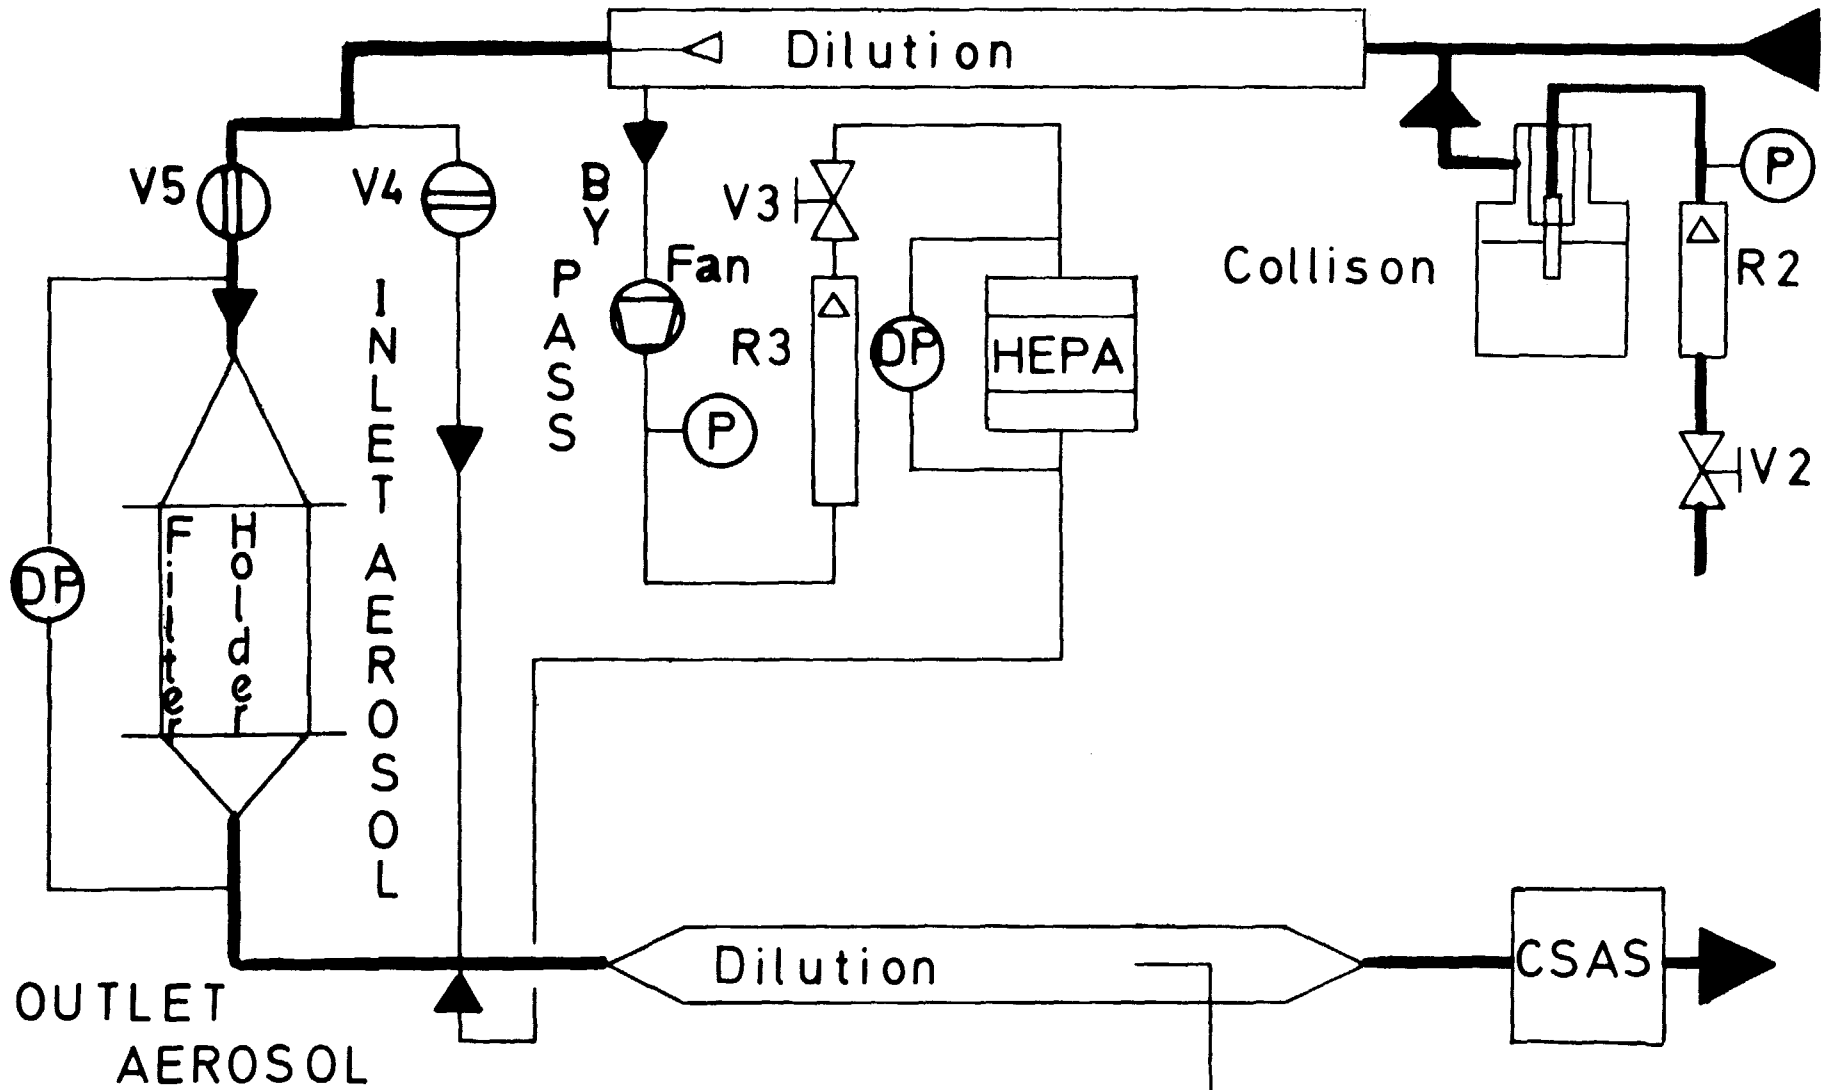 Dilution
V5
V4
BY PASS
V3
P
Fan
Collison
R2
INLET AEROSOL
R3
DP
HEPA
P
V2
Filter
Holder
DP
Dilution
CSAS
OUTLET
AEROSOL